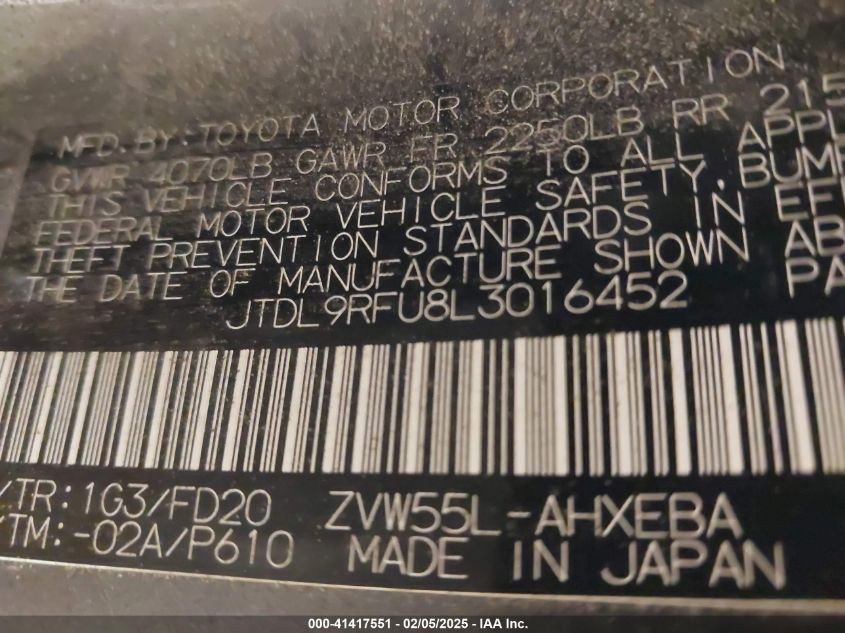 MFD.BY:TOYOTA MOTOR CORPORATION
GVWR 4070LB GAWR FR 2250LB RR 215
THIS VEHICLE CONFORMS TO ALL APPL
FEDERAL MOTOR VEHICLE SAFETY,BUMP
THEFT PREVENTION STANDARDS IN EFF
THE DATE OF MANUFACTURE SHOWN AB
JTDL9RFU8L3016452 PA
/TR: 1G3/FD20 ZVW55L-AHXEBA
/TM:-02A/P610 MADE IN JAPAN
000-41417551 - 02/05/2025 - IAA Inc.